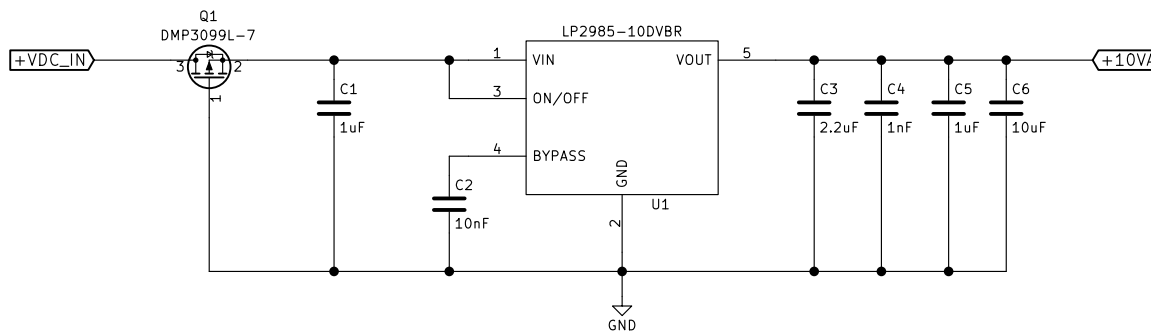 Q1
DMP3099L-7
+VDC_IN
3
2
1
C1
1uF
LP2985-10DVBR
1
VIN
3
ON/OFF
4
BYPASS
GND
VOUT
5
U1
2
C2
10nF
GND
C3
2.2uF
C4
1nF
C5
1uF
C6
10uF
+10VA